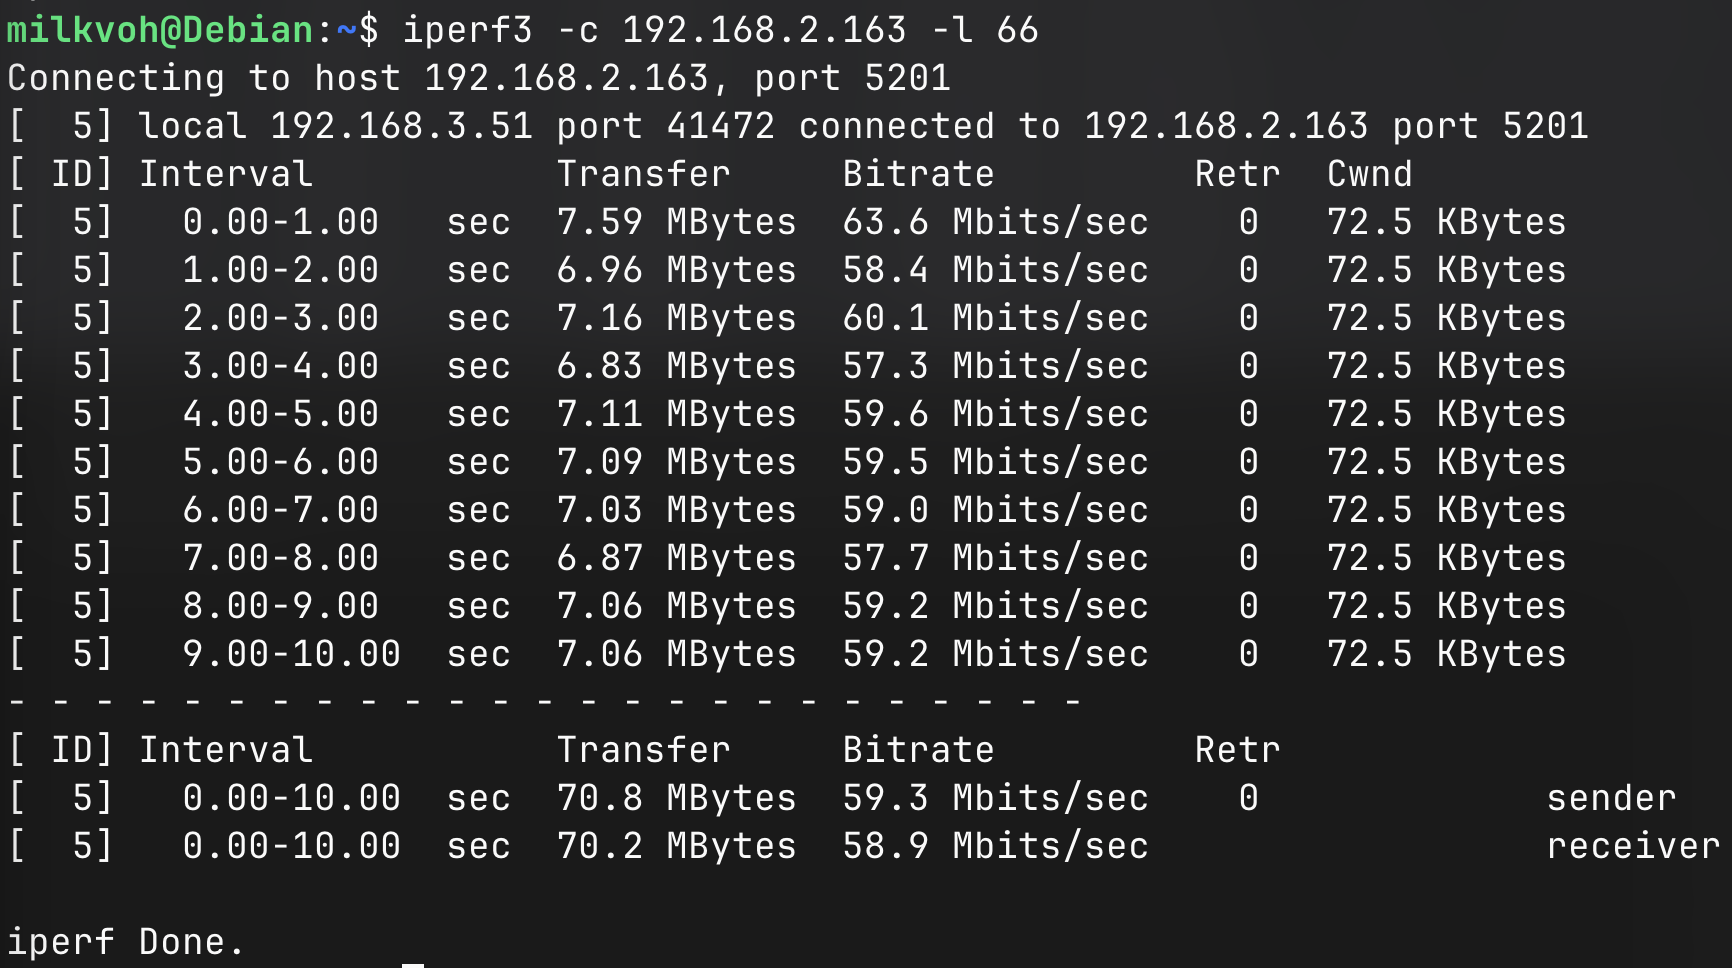 milkvoh@Debian:~$ iperf3 -c 192.168.2.163 -l 66
Connecting to host 192.168.2.163, port 5201
[  5] local 192.168.3.51 port 41472 connected to 192.168.2.163 port 5201
[ ID] Interval           Transfer     Bitrate         Retr  Cwnd
[  5]   0.00-1.00   sec  7.59 MBytes  63.6 Mbits/sec    0   72.5 KBytes
[  5]   1.00-2.00   sec  6.96 MBytes  58.4 Mbits/sec    0   72.5 KBytes
[  5]   2.00-3.00   sec  7.16 MBytes  60.1 Mbits/sec    0   72.5 KBytes
[  5]   3.00-4.00   sec  6.83 MBytes  57.3 Mbits/sec    0   72.5 KBytes
[  5]   4.00-5.00   sec  7.11 MBytes  59.6 Mbits/sec    0   72.5 KBytes
[  5]   5.00-6.00   sec  7.09 MBytes  59.5 Mbits/sec    0   72.5 KBytes
[  5]   6.00-7.00   sec  7.03 MBytes  59.0 Mbits/sec    0   72.5 KBytes
[  5]   7.00-8.00   sec  6.87 MBytes  57.7 Mbits/sec    0   72.5 KBytes
[  5]   8.00-9.00   sec  7.06 MBytes  59.2 Mbits/sec    0   72.5 KBytes
[  5]   9.00-10.00  sec  7.06 MBytes  59.2 Mbits/sec    0   72.5 KBytes
- - - - - - - - - - - - - - - - - - - - - - - - -
[ ID] Interval           Transfer     Bitrate         Retr
[  5]   0.00-10.00  sec  70.8 MBytes  59.3 Mbits/sec    0             sender
[  5]   0.00-10.00  sec  70.2 MBytes  58.9 Mbits/sec                  receiver

iperf Done.